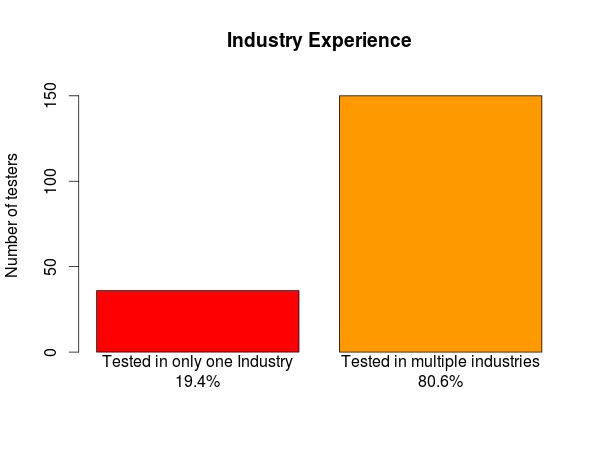 Industry Experience
Number of testers
150
100
50
0
Tested in only one Industry
19.4%
Tested in multiple industries
80.6%